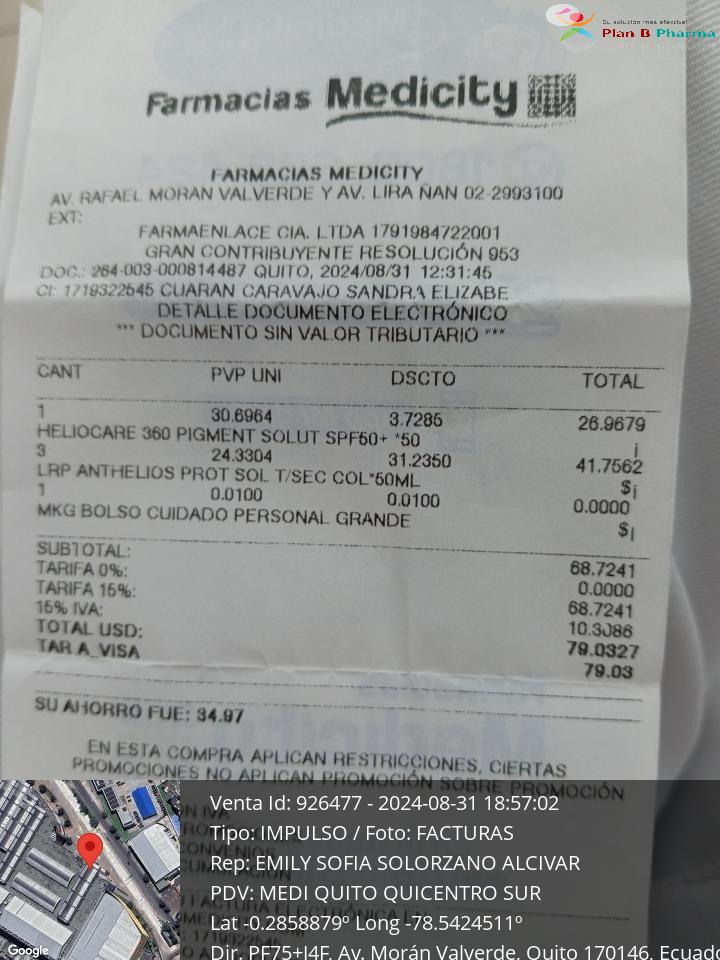 Su solución mas efectiva!
Plan B Pharma
Farmacias Medicity
FARMACIAS MEDICITY
AV. RAFAEL MORAN VALVERDE Y AV. LIRA ÑAN 02-2993100
EXT:
FARMAENLACE CIA. LTDA 1791984722001
GRAN CONTRIBUYENTE RESOLUCIÓN 953
DOC.: 264-003-000814487 QUITO, 2024/08/31 12:31:45
CI: 1719322545 CUARAN CARAVAJO SANDRA ELIZABE
DETALLE DOCUMENTO ELECTRÓNICO
*** DOCUMENTO SIN VALOR TRIBUTARIO ***
CANT PVP UNI DSCTO TOTAL
1 30.6964 3.7285 26.9679
HELIOCARE 360 PIGMENT SOLUT SPF50+ *50 i
3 24.3304 31.2350 41.7562
LRP ANTHELIOS PROT SOL T/SEC COL*50ML $i
1 0.0100 0.0100 0.0000
MKG BOLSO CUIDADO PERSONAL GRANDE $i
SUBTOTAL: 68.7241
TARIFA 0%: 0.0000
TARIFA 15%: 68.7241
15% IVA: 10.3086
TOTAL USD: 79.0327
TAR A_VISA 79.03
SU AHORRO FUE: 34.97
EN ESTA COMPRA APLICAN RESTRICCIONES, CIERTAS
PROMOCIONES NO APLICAN PROMOCIÓN SOBRE PROMOCIÓN
Venta Id: 926477 - 2024-08-31 18:57:02
Tipo: IMPULSO / Foto: FACTURAS
Rep: EMILY SOFIA SOLORZANO ALCIVAR
PDV: MEDI QUITO QUICENTRO SUR
Lat -0.2858879º Long -78.5424511º
Dir. PF75+J4F, Av. Morán Valverde, Quito 170146, Ecuado
Google